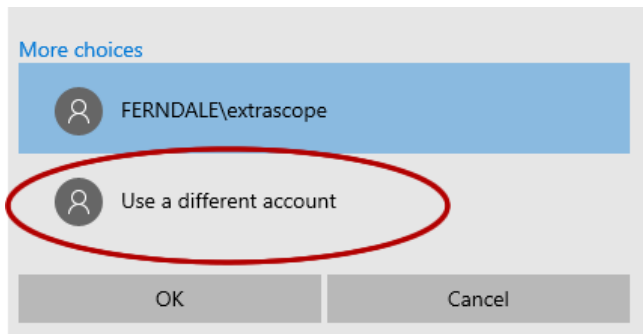 More choices
FERNDALE\extrascope
Use a different account
OK
Cancel